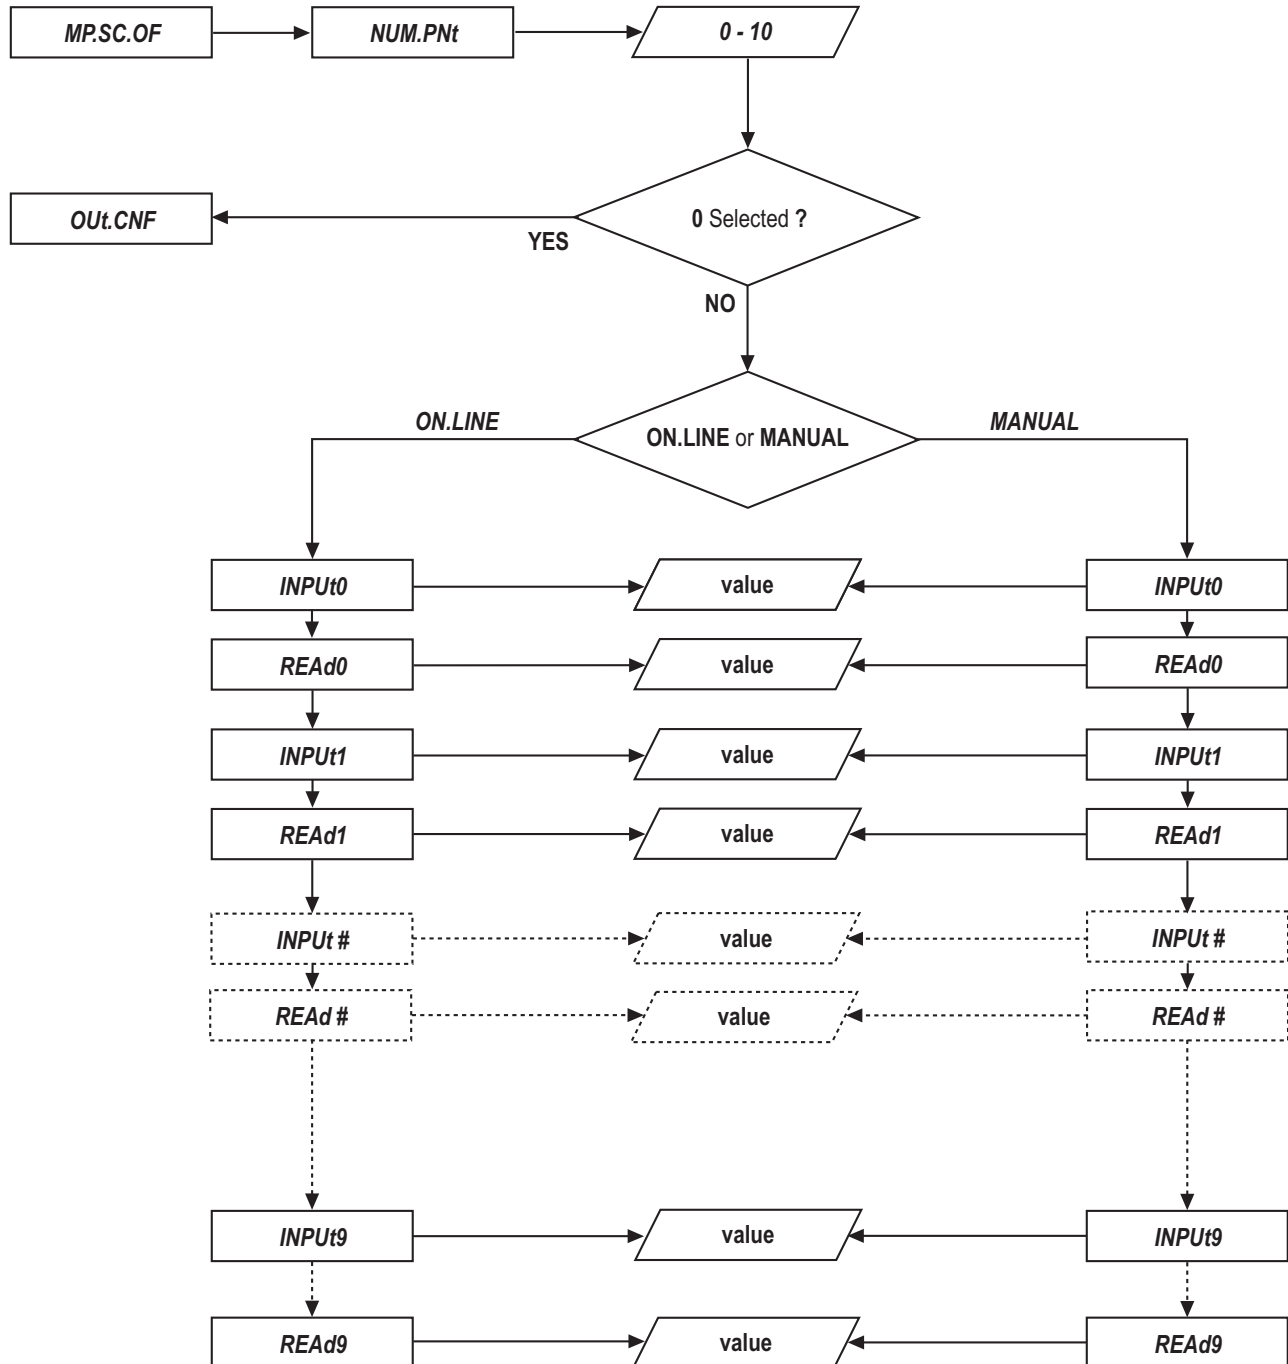 MP.SC.OF
NUM.PNt
0 - 10
OUt.CNF
YES
0 Selected ?
NO
ON.LINE
ON.LINE or MANUAL
MANUAL
INPUt0
value
INPUt0
REAd0
value
REAd0
INPUt1
value
INPUt1
REAd1
value
REAd1
INPUt #
value
INPUt #
REAd #
value
REAd #
INPUt9
value
INPUt9
REAd9
value
REAd9